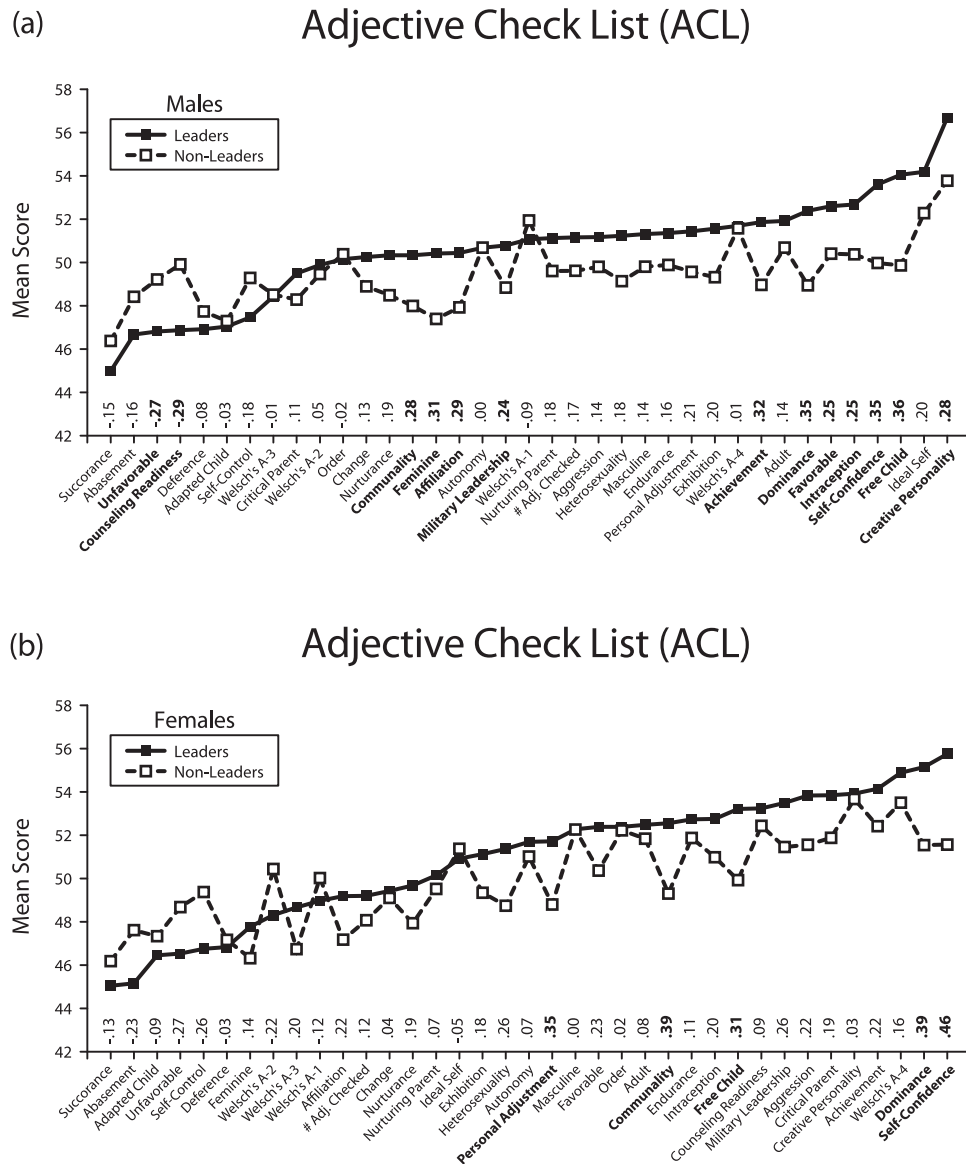 (a)
Adjective Check List (ACL)
58
56
54
52
50
48
46
44
42
Mean Score
Males
Leaders
Non-Leaders
-.15
-.16
-.27
-.29
-.08
-.03
-.18
-.01
.11
.05
-.02
.13
.19
.28
.31
.29
.00
.24
-.09
.18
.17
.14
.18
.14
.16
.21
.20
.01
.32
.14
.35
.25
.25
.35
.36
.20
.28
Succorance
Abasement
Unfavorable
Counseling Readiness
Deference
Adapted Child
Self-Control
Welsch's A-3
Critical Parent
Welsch's A-2
Order
Change
Nurturance
Communality
Feminine
Affiliation
Autonomy
Military Leadership
Welsch's A-1
Nurturing Parent
# Adj. Checked
Aggression
Heterosexuality
Masculine
Endurance
Personal Adjustment
Exhibition
Welsch's A-4
Achievement
Adult
Dominance
Favorable
Intraception
Self-Confidence
Free Child
Ideal Self
Creative Personality
(b)
Adjective Check List (ACL)
58
56
54
52
50
48
46
44
42
Mean Score
Females
Leaders
Non-Leaders
-.13
-.23
-.09
-.27
-.26
-.03
.14
-.22
.20
-.12
.22
.12
.04
.19
.07
-.05
.18
.26
.07
.35
.00
.23
.02
.08
.39
.11
.20
.31
.09
.26
.22
.19
.03
.22
.16
.39
.46
Succorance
Abasement
Adapted Child
Unfavorable
Self-Control
Deference
Feminine
Welsch's A-2
Welsch's A-3
Welsch's A-1
Affiliation
# Adj. Checked
Change
Nurturance
Nurturing Parent
Ideal Self
Exhibition
Heterosexuality
Autonomy
Personal Adjustment
Masculine
Favorable
Order
Adult
Communality
Endurance
Intraception
Free Child
Counseling Readiness
Military Leadership
Aggression
Critical Parent
Creative Personality
Achievement
Welsch's A-4
Dominance
Self-Confidence